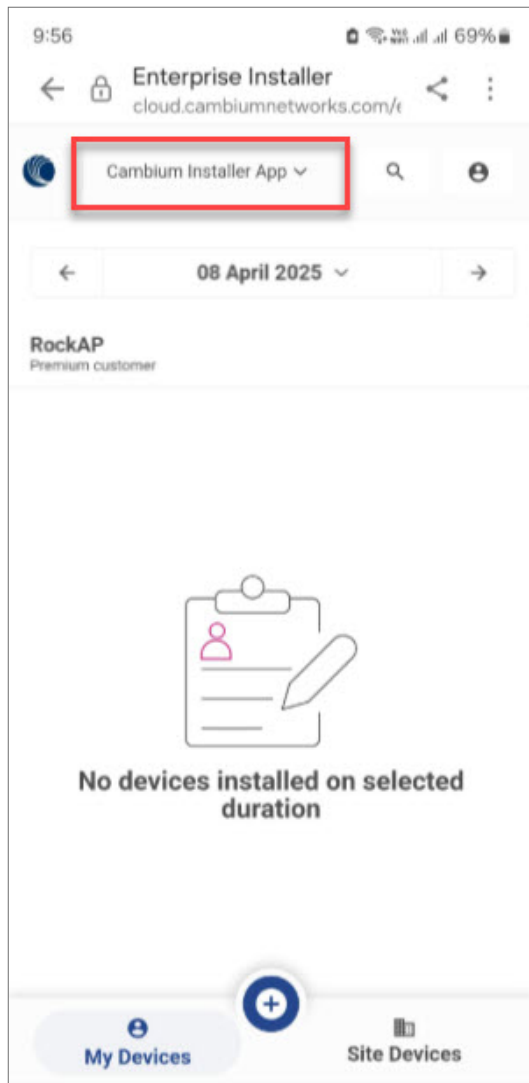 9:56
69%
Enterprise Installer
cloud.cambiumnetworks.com/e
Cambium Installer App
08 April 2025
RockAP
Premium customer
No devices installed on selected
duration
My Devices
Site Devices